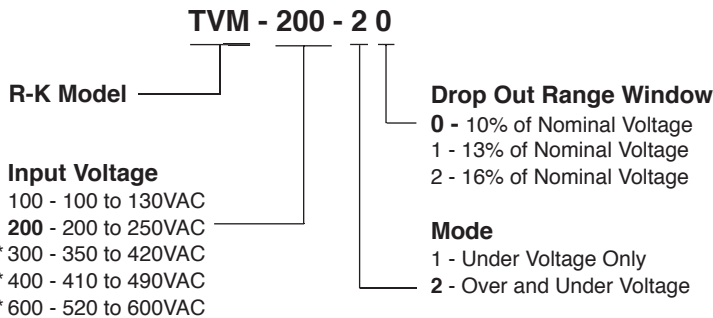 TVM - 200 - 2 0
R-K Model
Input Voltage
100 - 100 to 130VAC
200 - 200 to 250VAC
* 300 - 350 to 420VAC
* 400 - 410 to 490VAC
* 600 - 520 to 600VAC
Drop Out Range Window
0 - 10% of Nominal Voltage
1 - 13% of Nominal Voltage
2 - 16% of Nominal Voltage
Mode
1 - Under Voltage Only
2 - Over and Under Voltage